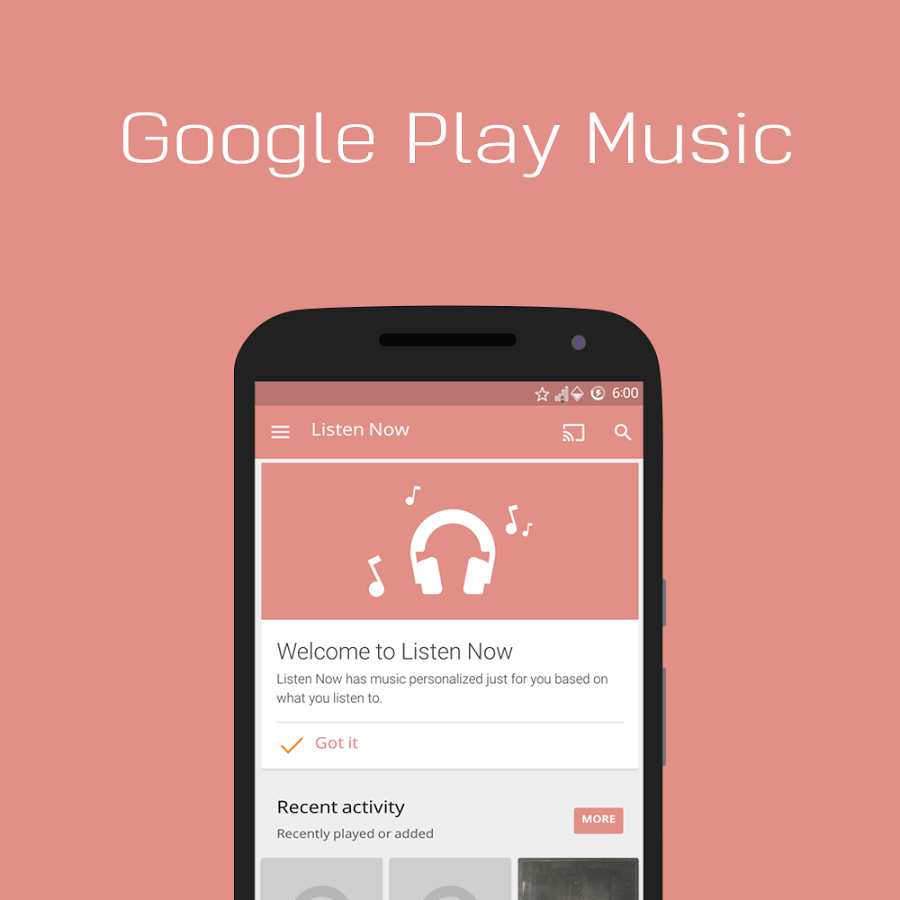 Google Play Music
6:00
Listen Now
Welcome to Listen Now
Listen Now has music personalized just for you based on
what you listen to.
Got it
Recent activity
MORE
Recently played or added